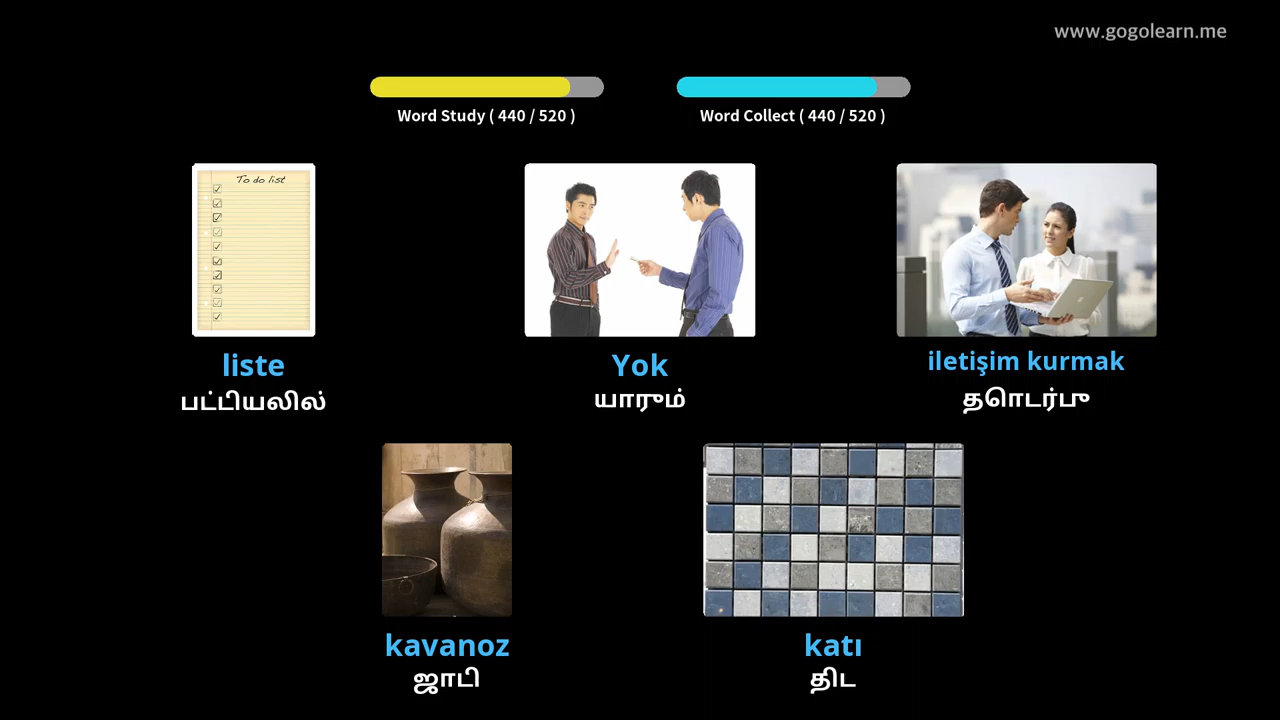 www.gogolearn.me
Word Study ( 440 / 520 )
Word Collect ( 440 / 520 )
To do list
liste
பட்டியலில்
Yok
யாரும்
iletişim kurmak
தொடர்பு
kavanoz
ஜாடி
katı
திட